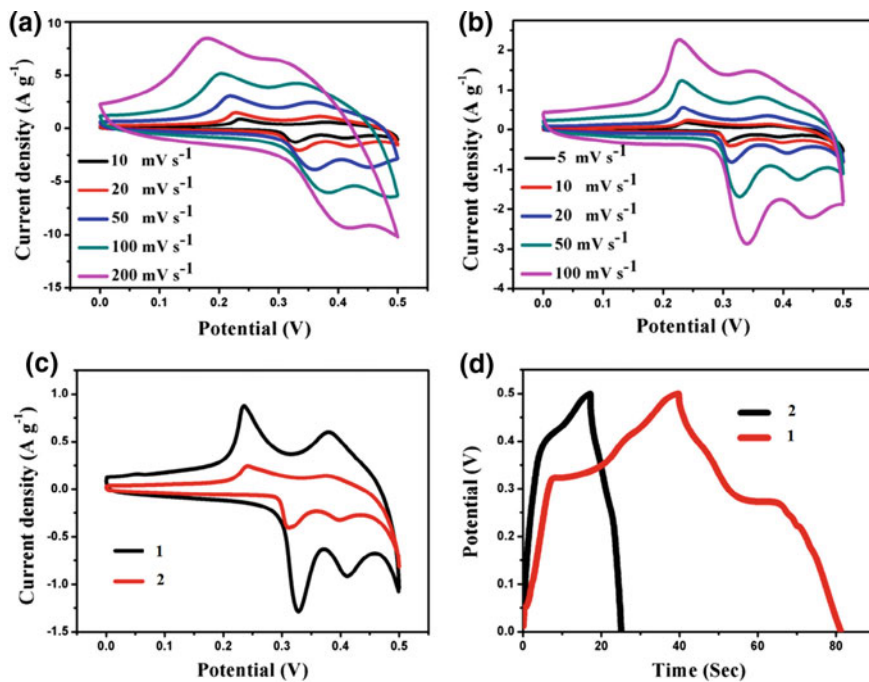 (a)
Current density (A g-1)
10
5
0
-5
-10
-15
10 mV s-1
20 mV s-1
50 mV s-1
100 mV s-1
200 mV s-1
0.0 0.1 0.2 0.3 0.4 0.5
Potential (V)
(b)
Current density (A g-1)
2
1
0
-1
-2
-3
-4
5 mV s-1
10 mV s-1
20 mV s-1
50 mV s-1
100 mV s-1
0.0 0.1 0.2 0.3 0.4 0.5
Potential (V)
(c)
Current density (A g-1)
1.0
0.5
0.0
-0.5
-1.0
-1.5
1
2
0.0 0.1 0.2 0.3 0.4 0.5
Potential (V)
(d)
Potential (V)
0.5
0.4
0.3
0.2
0.1
0.0
2
1
0 20 40 60 80
Time (Sec)